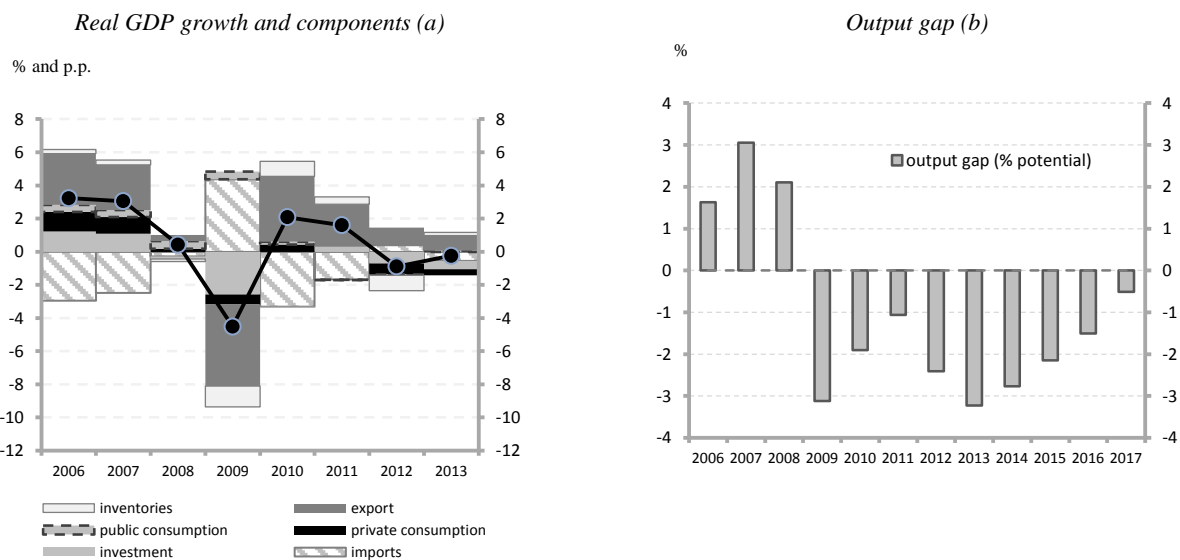 Real GDP growth and components (a)
% and p.p.
8 8
6 6
4 4
2 2
0 0
-2 -2
-4 -4
-6 -6
-8 -8
-10 -10
-12 -12
2006 2007 2008 2009 2010 2011 2012 2013
inventories export
public consumption private consumption
investment imports
Output gap (b)
%
4 4
3 3
output gap (% potential)
2 2
1 1
0 0
-1 -1
-2 -2
-3 -3
-4 -4
2006 2007 2008 2009 2010 2011 2012 2013 2014 2015 2016 2017